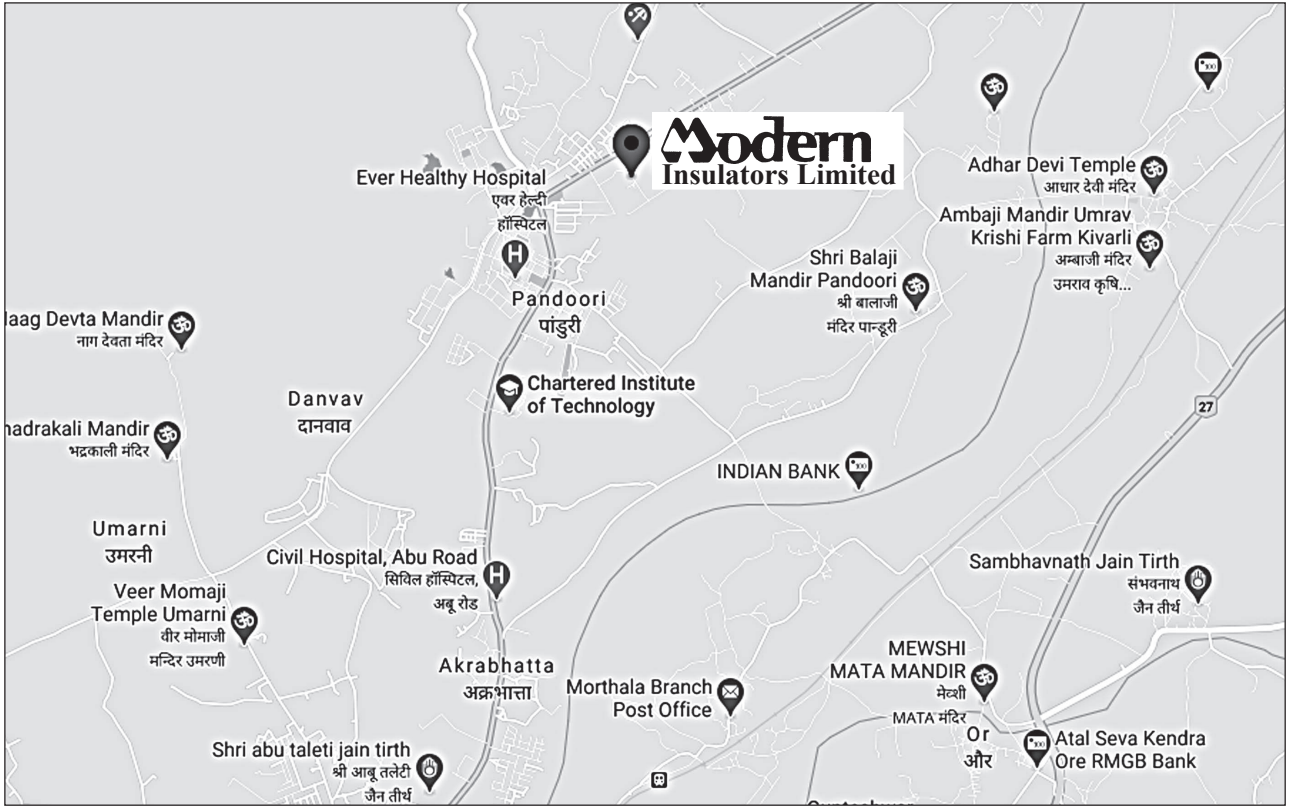 Modern
Insulators Limited
Ever Healthy Hospital
एवर हेल्दी
हॉस्पिटल
Adhar Devi Temple
आधार देवी मंदिर
Ambaji Mandir Umrav
Krishi Farm Kivarli
अम्बाजी मंदिर
उमराव कृषि...
Shri Balaji
Mandir Pandoori
श्री बालाजी
मंदिर पान्डूरी
Pandoori
पांडुरी
Devta Mandir
नाग देवता मंदिर
Chartered Institute
of Technology
Danvav
दानवाव
27
Mandir
भद्रकाली मंदिर
INDIAN BANK
Umarni
उमरनी
Civil Hospital, Abu Road
सिविल हॉस्पिटल,
अबू रोड
Sambhavnath Jain Tirth
संभवनाथ
जैन तीर्थ
Veer Momaji
Temple Umarni
वीर मोमाजी
मन्दिर उमरणी
Akrabhatta
अक्रभात्ता
MEWSHI
MATA MANDIR
मेव्शी
MATA मंदिर
Morthala Branch
Post Office
Or
और
Atal Seva Kendra
Ore RMGB Bank
Shri abu taleti jain tirth
श्री आबू तलेटी
जैन तीर्थ